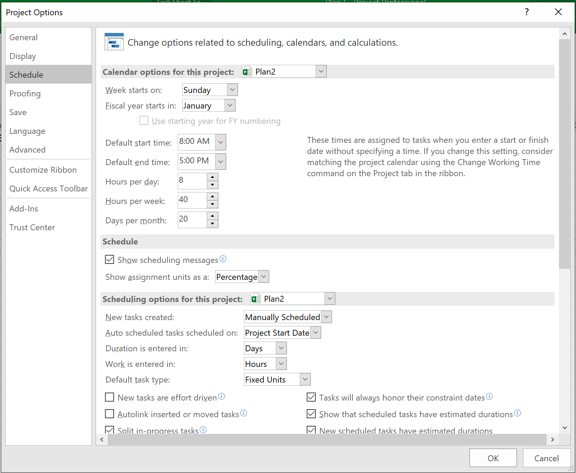 Project Options
?
General
Display
Schedule
Proofing
Save
Language
Advanced
Customize Ribbon
Quick Access Toolbar
Add-Ins
Trust Center
Change options related to scheduling, calendars, and calculations.
Calendar options for this project: Plan2
Week starts on: Sunday
Fiscal year starts in: January
Use starting year for FY numbering
Default start time: 8:00 AM
Default end time: 5:00 PM
Hours per day: 8
Hours per week: 40
Days per month: 20
These times are assigned to tasks when you enter a start or finish
date without specifying a time. If you change this setting, consider
matching the project calendar using the Change Working Time
command on the Project tab in the ribbon.
Schedule
Show scheduling messages
Show assignment units as a: Percentage
Scheduling options for this project: Plan2
New tasks created: Manually Scheduled
Auto scheduled tasks scheduled on: Project Start Date
Duration is entered in: Days
Work is entered in: Hours
Default task type: Fixed Units
New tasks are effort driven Tasks will always honor their constraint dates
Autolink inserted or moved tasks Show that scheduled tasks have estimated durations
Split in-progress tasks New scheduled tasks have estimated durations
OK Cancel